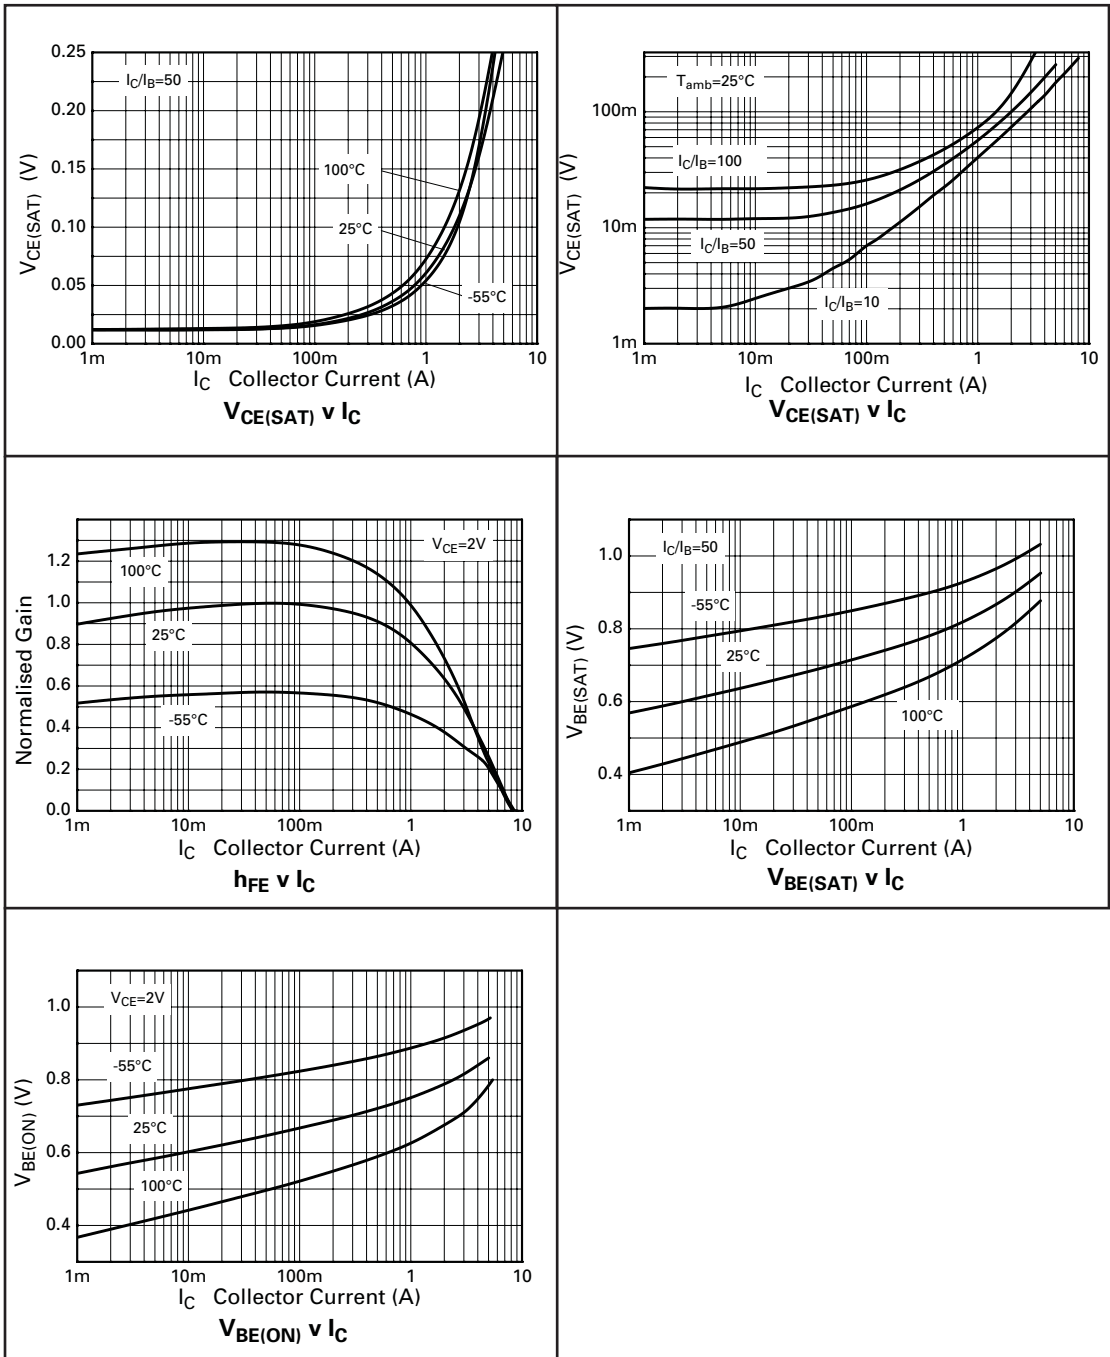 0.25
0.20
0.15
0.10
0.05
0.00
V_CE(SAT) (V)
I_C/I_B=50
100°C
25°C
-55°C
1m 10m 100m 1 10
I_C Collector Current (A)
V_CE(SAT) v I_C
100m
10m
1m
V_CE(SAT) (V)
T_amb=25°C
I_C/I_B=100
I_C/I_B=50
I_C/I_B=10
1m 10m 100m 1 10
I_C Collector Current (A)
V_CE(SAT) v I_C
1.2
1.0
0.8
0.6
0.4
0.2
0.0
Normalised Gain
V_CE=2V
100°C
25°C
-55°C
1m 10m 100m 1 10
I_C Collector Current (A)
h_FE v I_C
1.0
0.8
0.6
0.4
V_BE(SAT) (V)
I_C/I_B=50
-55°C
25°C
100°C
1m 10m 100m 1 10
I_C Collector Current (A)
V_BE(SAT) v I_C
1.0
0.8
0.6
0.4
V_BE(ON) (V)
V_CE=2V
-55°C
25°C
100°C
1m 10m 100m 1 10
I_C Collector Current (A)
V_BE(ON) v I_C